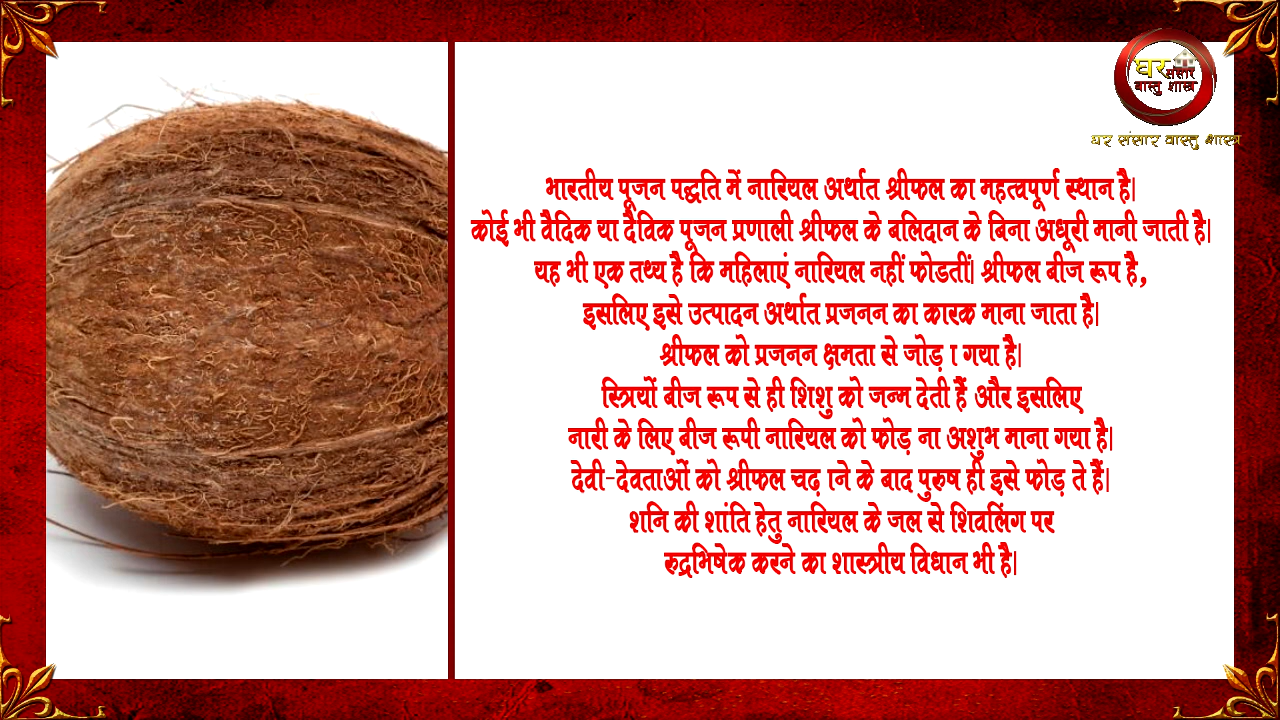 घर संसार
वास्तु शास्त्र
घर संसार वास्तु शास्त्र
भारतीय पूजन पद्धति में नारियल अर्थात श्रीफल का महत्वपूर्ण स्थान है|
कोई भी वैदिक या दैविक पूजन प्रणाली श्रीफल के बलिदान के बिना अधूरी मानी जाती है|
यह भी एक तथ्य है कि महिलाएं नारियल नहीं फोडतीं| श्रीफल बीज रूप है,
इसलिए इसे उत्पादन अर्थात प्रजनन का कारक माना जाता है|
श्रीफल को प्रजनन क्षमता से जोड़ ा गया है|
स्त्रियों बीज रूप से ही शिशु को जन्म देती हैं और इसलिए
नारी के लिए बीज रूपी नारियल को फोड़ ना अशुभ माना गया है|
देवी-देवताओं को श्रीफल चढ़ ाने के बाद पुरुष ही इसे फोड़ ते हैं|
शनि की शांति हेतु नारियल के जल से शिवलिंग पर
रुद्रभिषेक करने का शास्त्रीय विधान भी है|